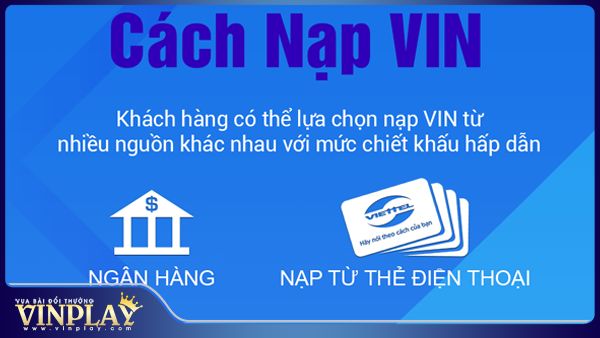 Cách Nạp VIN
Khách hàng có thể lựa chọn nạp VIN từ
nhiều nguồn khác nhau với mức chiết khấu hấp dẫn
$
VIETTEL
Hãy nói theo cách của bạn
NGÂN HÀNG
NẠP TỪ THẺ ĐIỆN THOẠI
VUA BÀI ĐỔI THƯỞNG
VINPLAY
www.vinplay.com